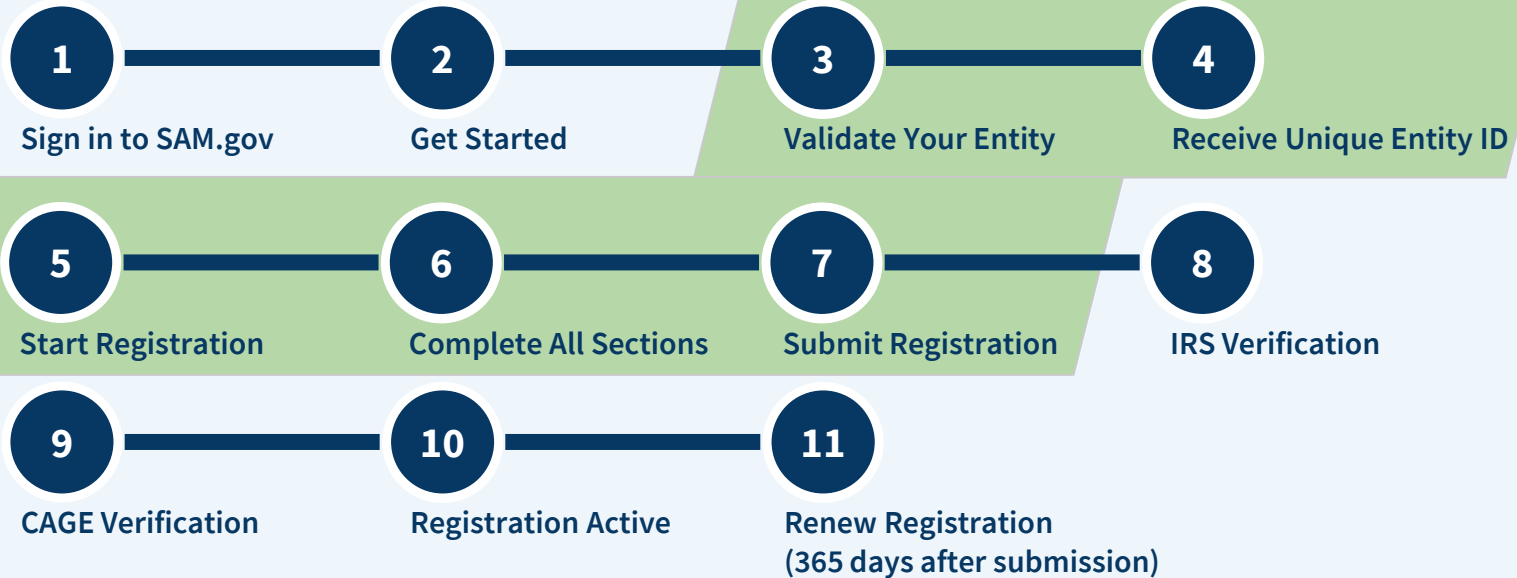 1
2
3
4
Sign in to SAM.gov
Get Started
Validate Your Entity
Receive Unique Entity ID
5
6
7
8
Start Registration
Complete All Sections
Submit Registration
IRS Verification
9
10
11
CAGE Verification
Registration Active
Renew Registration
(365 days after submission)